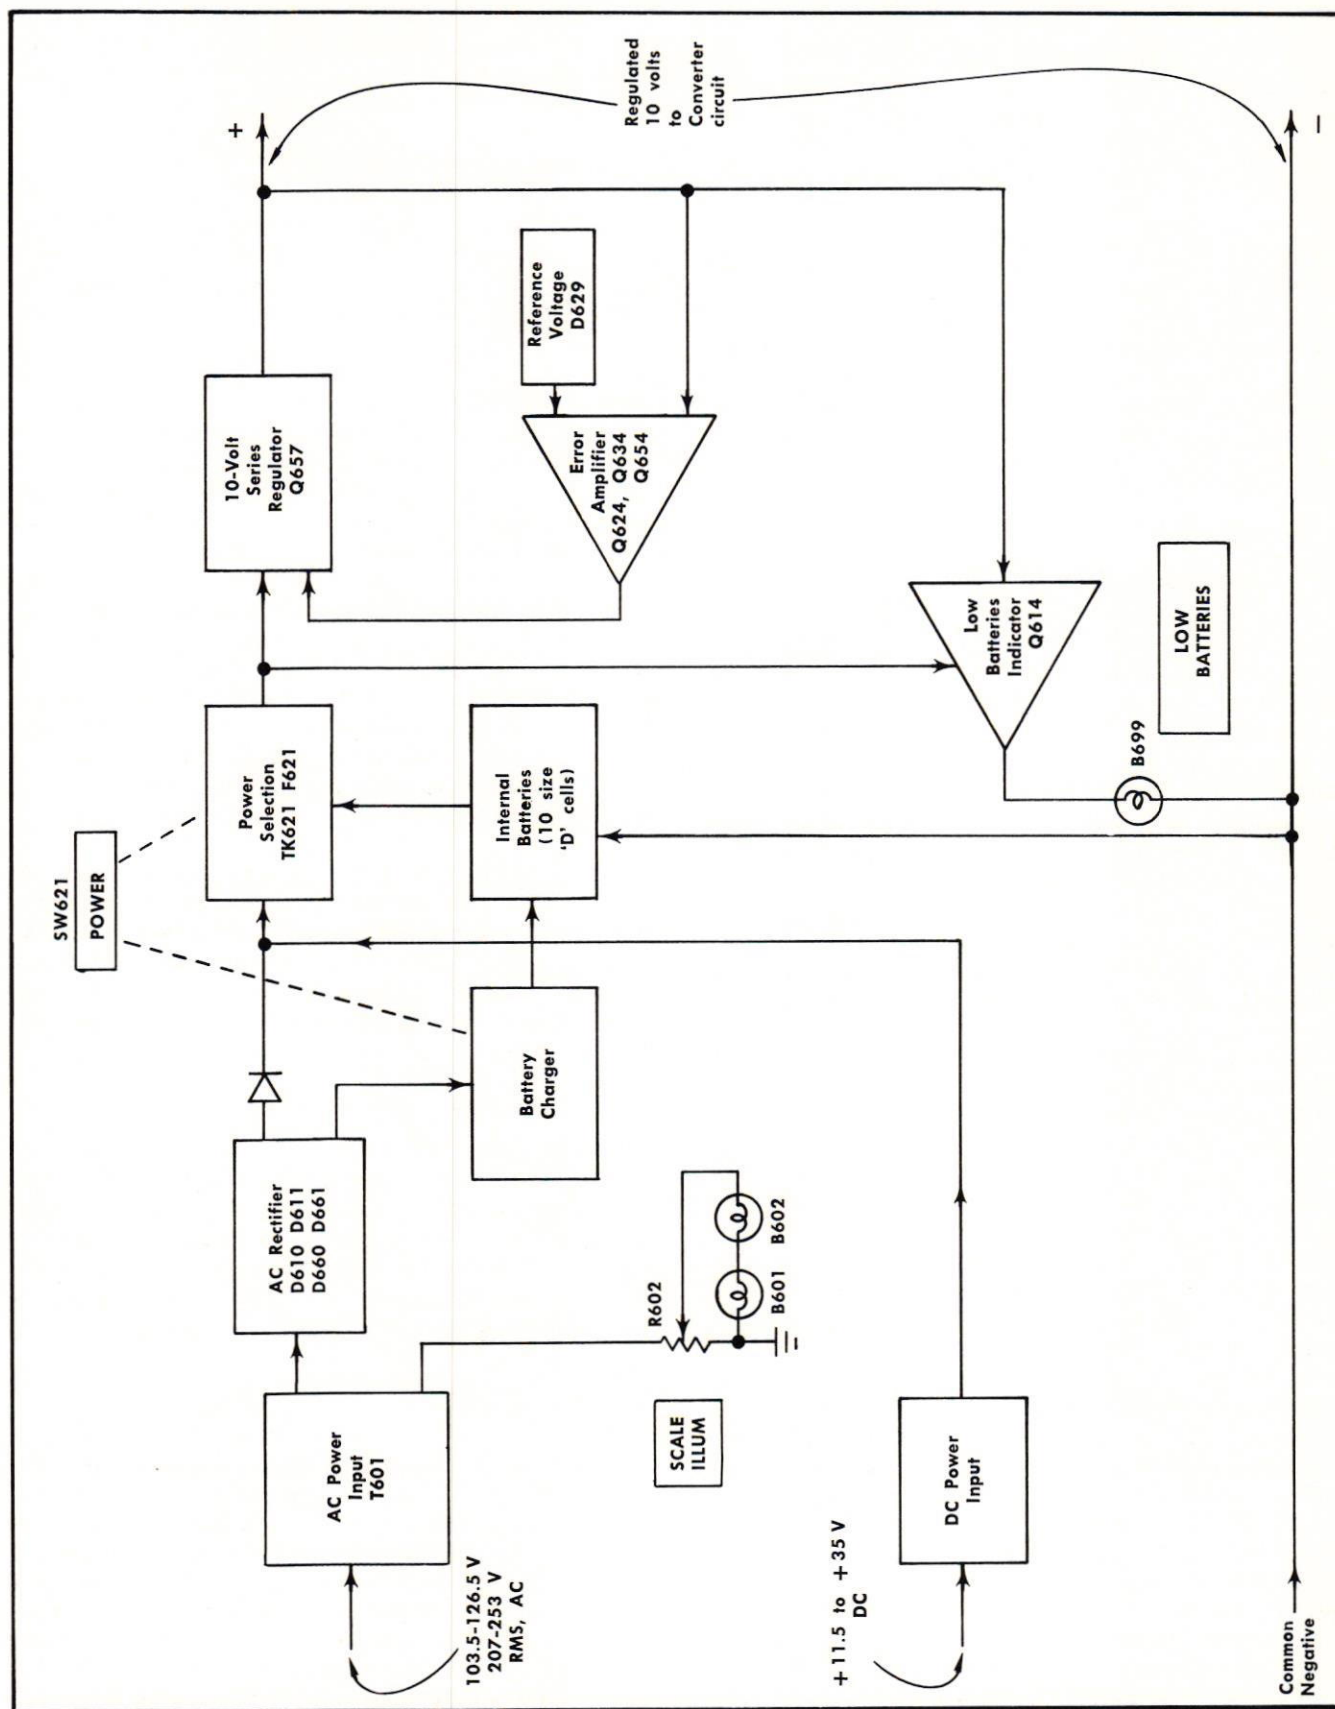 SW621
POWER
+
Regulated
10 volts
to
Converter
circuit
103.5-126.5 V
207-253 V
RMS, AC
AC Power
Input
T601
AC Rectifier
D610 D611
D660 D661
Power
Selection
TK621 F621
10-Volt
Series
Regulator
Q657
Battery
Charger
Internal
Batteries
(10 size
'D' cells)
Error
Amplifier
Q624, Q634
Q654
Reference
Voltage
D629
SCALE
ILLUM
R602
B601
B602
+11.5 to +35 V
DC
DC Power
Input
Low
Batteries
Indicator
Q614
B699
LOW
BATTERIES
Common
Negative
−